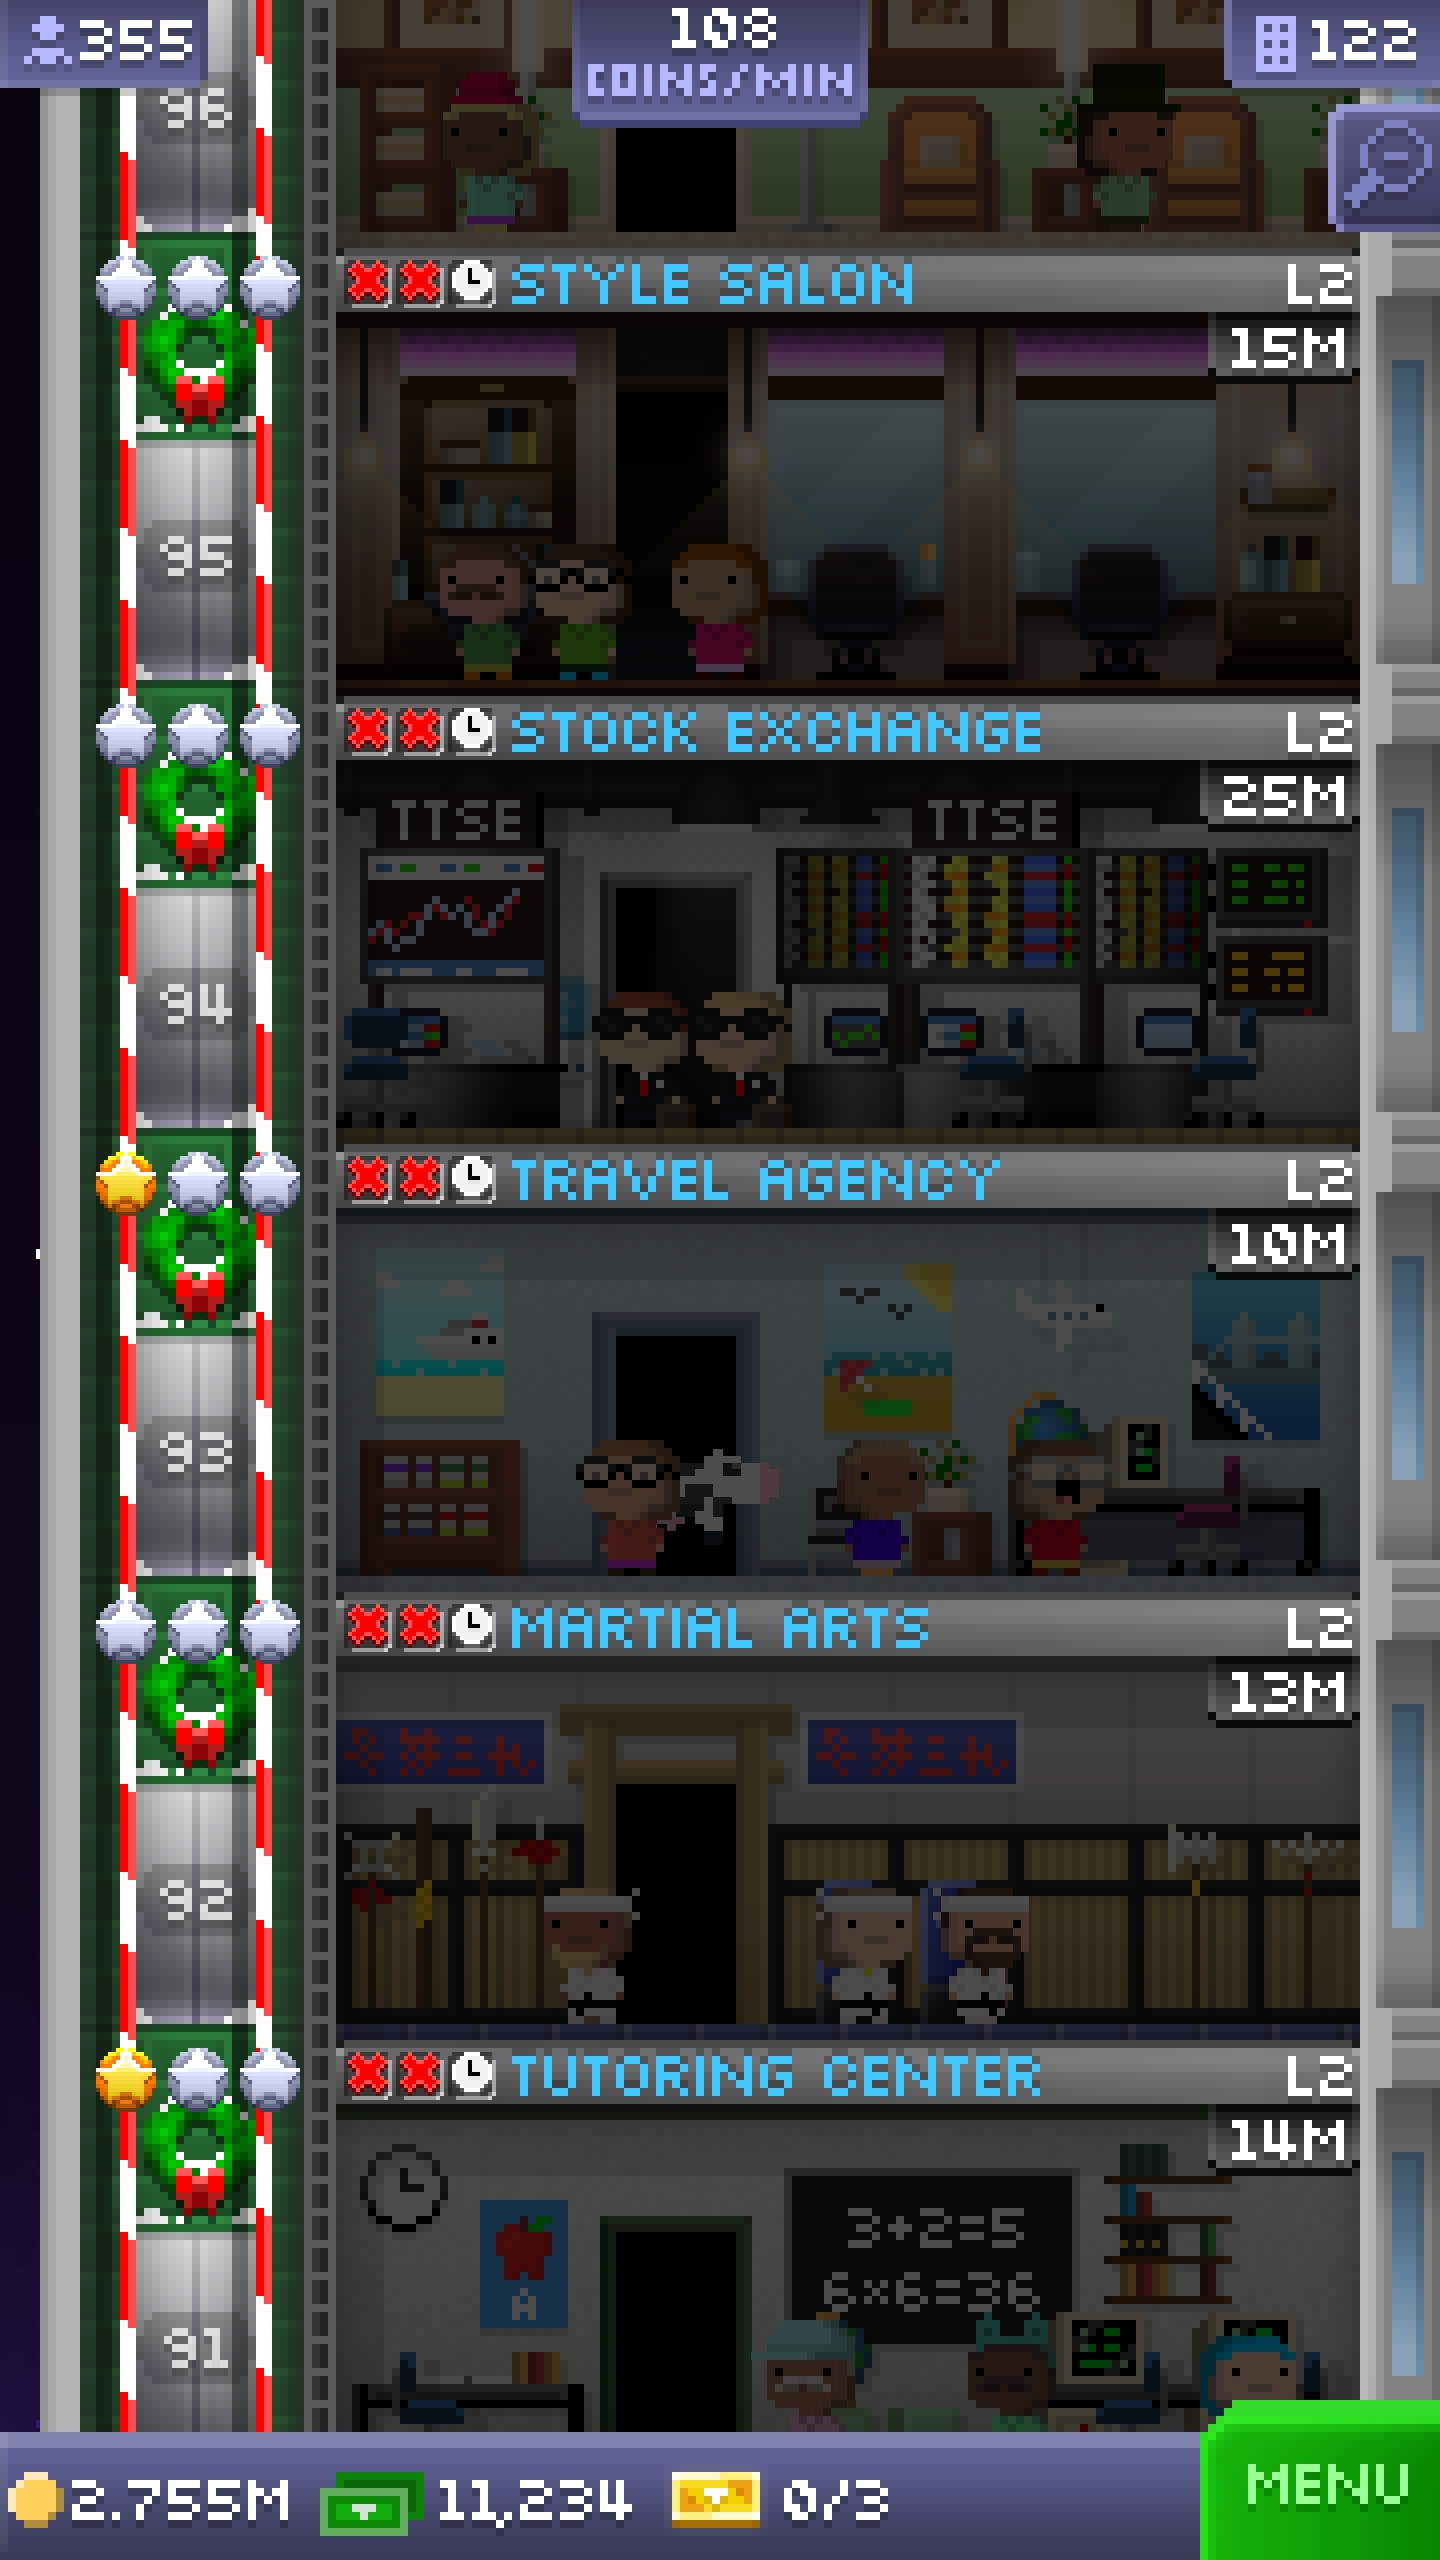 355
108
COINS/MIN
122
96
STYLE SALON L2
15M
95
STOCK EXCHANGE L2
25M
TTSE TTSE
94
TRAVEL AGENCY L2
10M
93
MARTIAL ARTS L2
13M
92
TUTORING CENTER L2
14M
3+2=5
6×6=36
A
91
2.755M 11,234 0/3
MENU